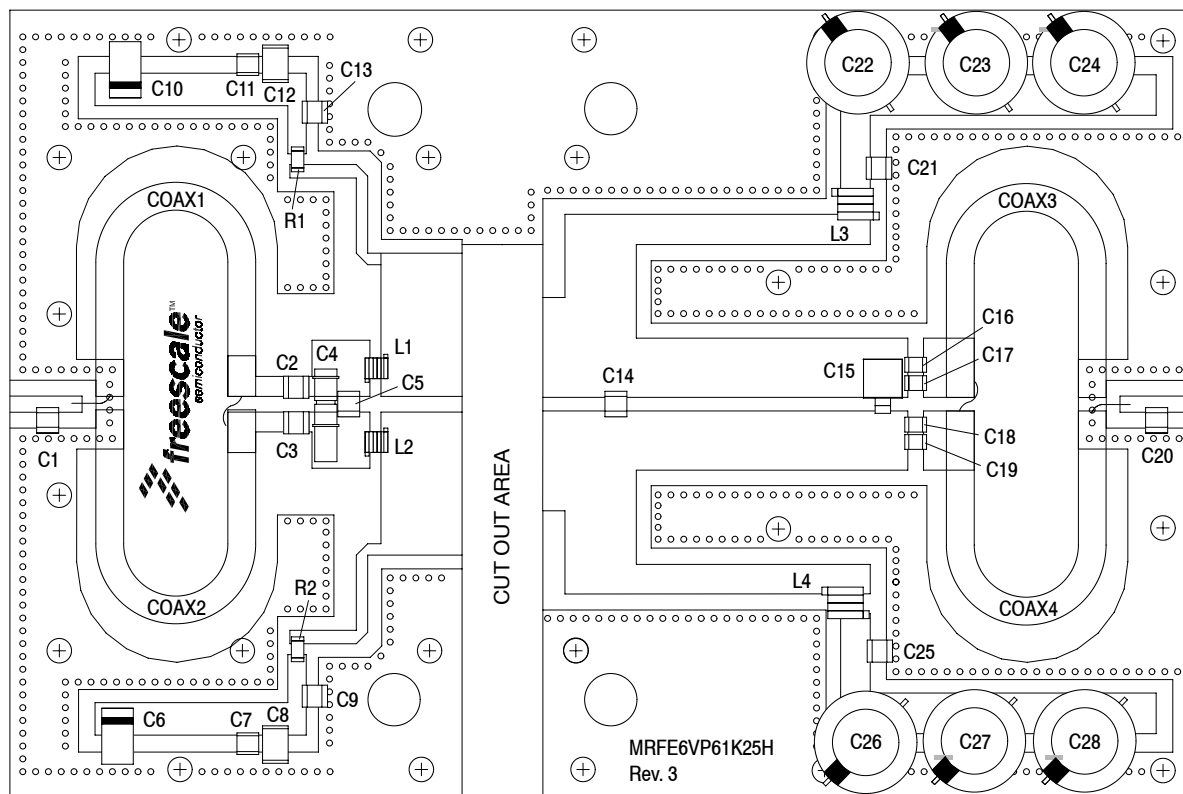 C10
C11
C12
C13
C22
C23
C24
R1
C21
COAX1
COAX3
L3
freescale™
semiconductor
C2
C4
L1
C5
C14
C15
C16
C17
C1
C3
L2
C18
C19
C20
CUT OUT AREA
R2
L4
COAX2
COAX4
C25
C9
C6
C7
C8
C26
C27
C28
MRFE6VP61K25H
Rev. 3